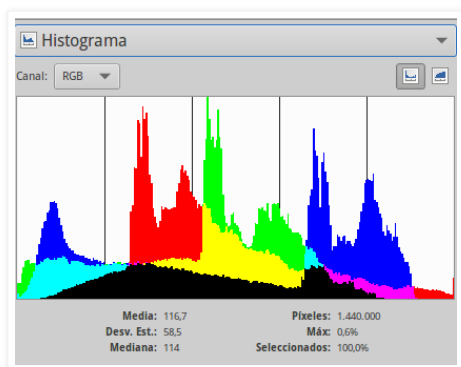 Histograma
Canal: RGB
Media: 116,7 Píxeles: 1.440.000
Desv. Est.: 58,5 Máx: 0,6%
Mediana: 114 Seleccionados: 100,0%